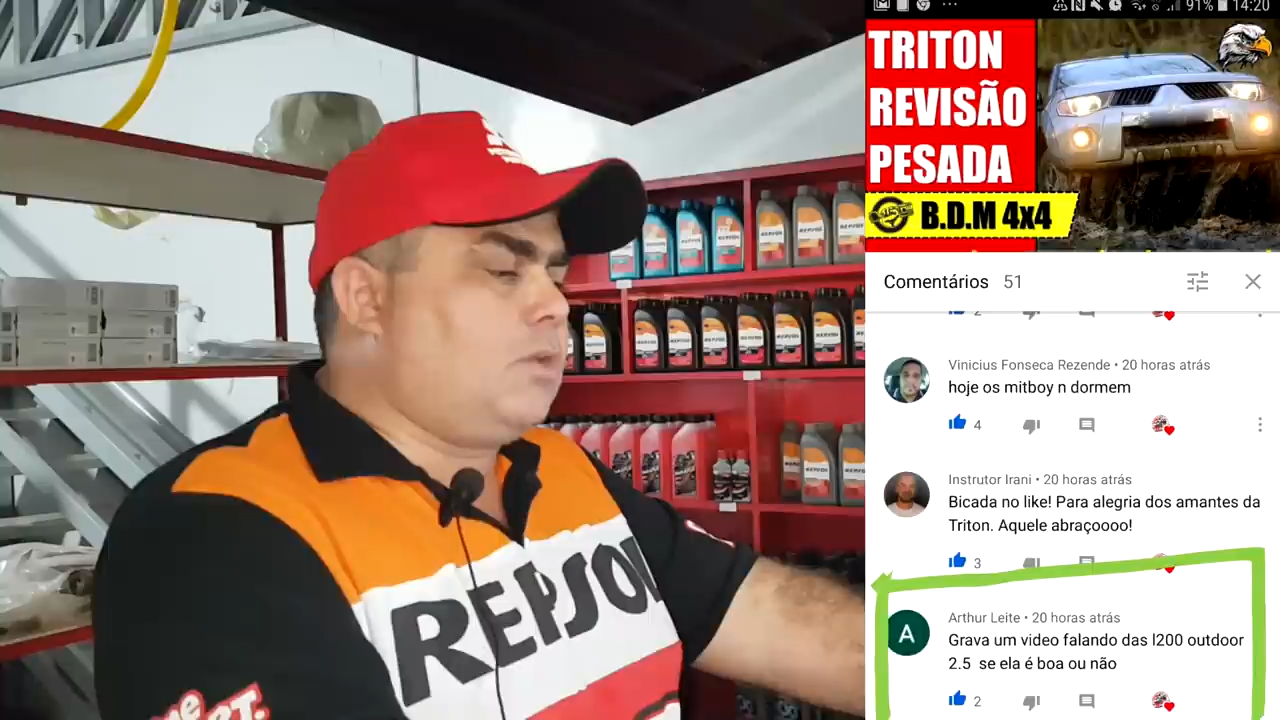 91% 14:20
TRITON
REVISÃO
PESADA
B.D.M 4x4
Comentários 51
2
Vinicius Fonseca Rezende • 20 horas atrás
hoje os mitboy n dormem
4
Instrutor Irani • 20 horas atrás
Bicada no like! Para alegria dos amantes da
Triton. Aquele abraçoooo!
3
A
Arthur Leite • 20 horas atrás
Grava um video falando das l200 outdoor
2.5 se ela é boa ou não
2
REPSOL